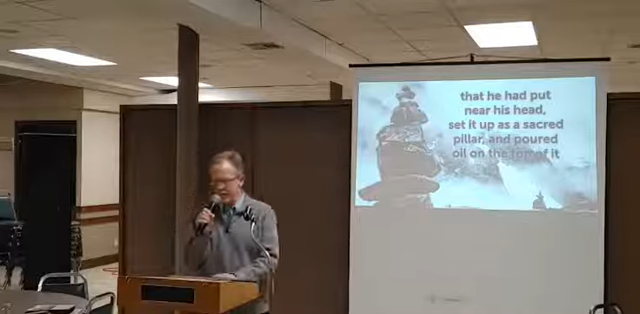 that he had put
near his head,
set it up as a sacred
pillar, and poured
oil on the top of it